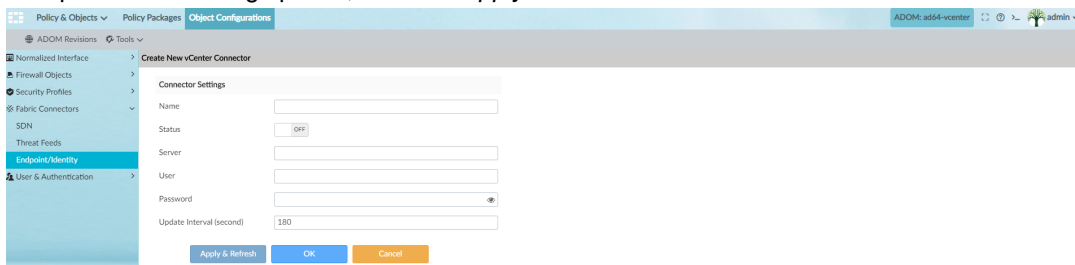 Policy & Objects Policy Packages Object Configurations ADOM: ad64-vcenter admin
ADOM Revisions Tools
Normalized Interface
Create New vCenter Connector
Firewall Objects
Security Profiles
Connector Settings
Fabric Connectors
Name
SDN
Status OFF
Threat Feeds
Server
Endpoint/Identity
User & Authentication
User
Password
Update Interval (second) 180
Apply & Refresh OK Cancel